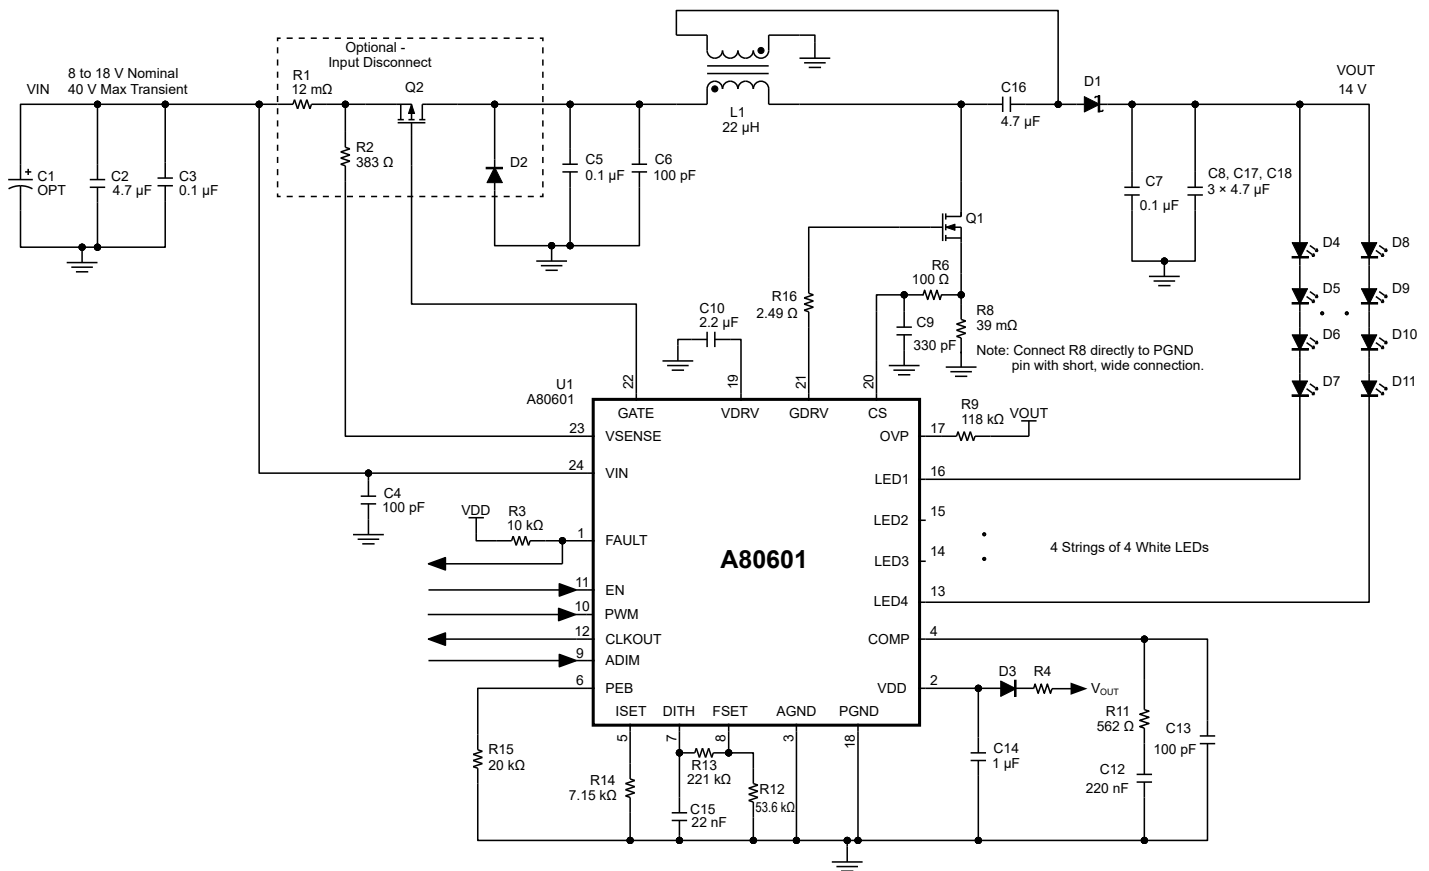 8 to 18 V Nominal
40 V Max Transient
VIN
Optional -
Input Disconnect
R1
12 mΩ
Q2
R2
383 Ω
D2
C1
OPT
+
C2
4.7 µF
C3
0.1 µF
C5
0.1 µF
C6
100 pF
L1
22 µH
C16
4.7 µF
D1
VOUT
14 V
C7
0.1 µF
C8, C17, C18
3 × 4.7 µF
Q1
D4
D8
D5
D9
D6
D10
D7
D11
R6
100 Ω
R16
2.49 Ω
C10
2.2 µF
C9
330 pF
R8
39 mΩ
Note: Connect R8 directly to PGND
pin with short, wide connection.
U1
A80601
22
19
21
20
GATE
VDRV
GDRV
CS
23
VSENSE
24
VIN
C4
100 pF
VDD
R3
10 kΩ
1
FAULT
11
EN
10
PWM
12
CLKOUT
9
ADIM
6
PEB
A80601
OVP
17
R9
118 kΩ
VOUT
LED1
16
LED2
15
LED3
14
LED4
13
4 Strings of 4 White LEDs
COMP
4
VDD
2
D3
R4
VOUT
ISET
DITH
FSET
AGND
PGND
5
7
8
3
18
R15
20 kΩ
R14
7.15 kΩ
R13
221 kΩ
C15
22 nF
R12
53.6 kΩ
C14
1 µF
R11
562 Ω
C12
220 nF
C13
100 pF